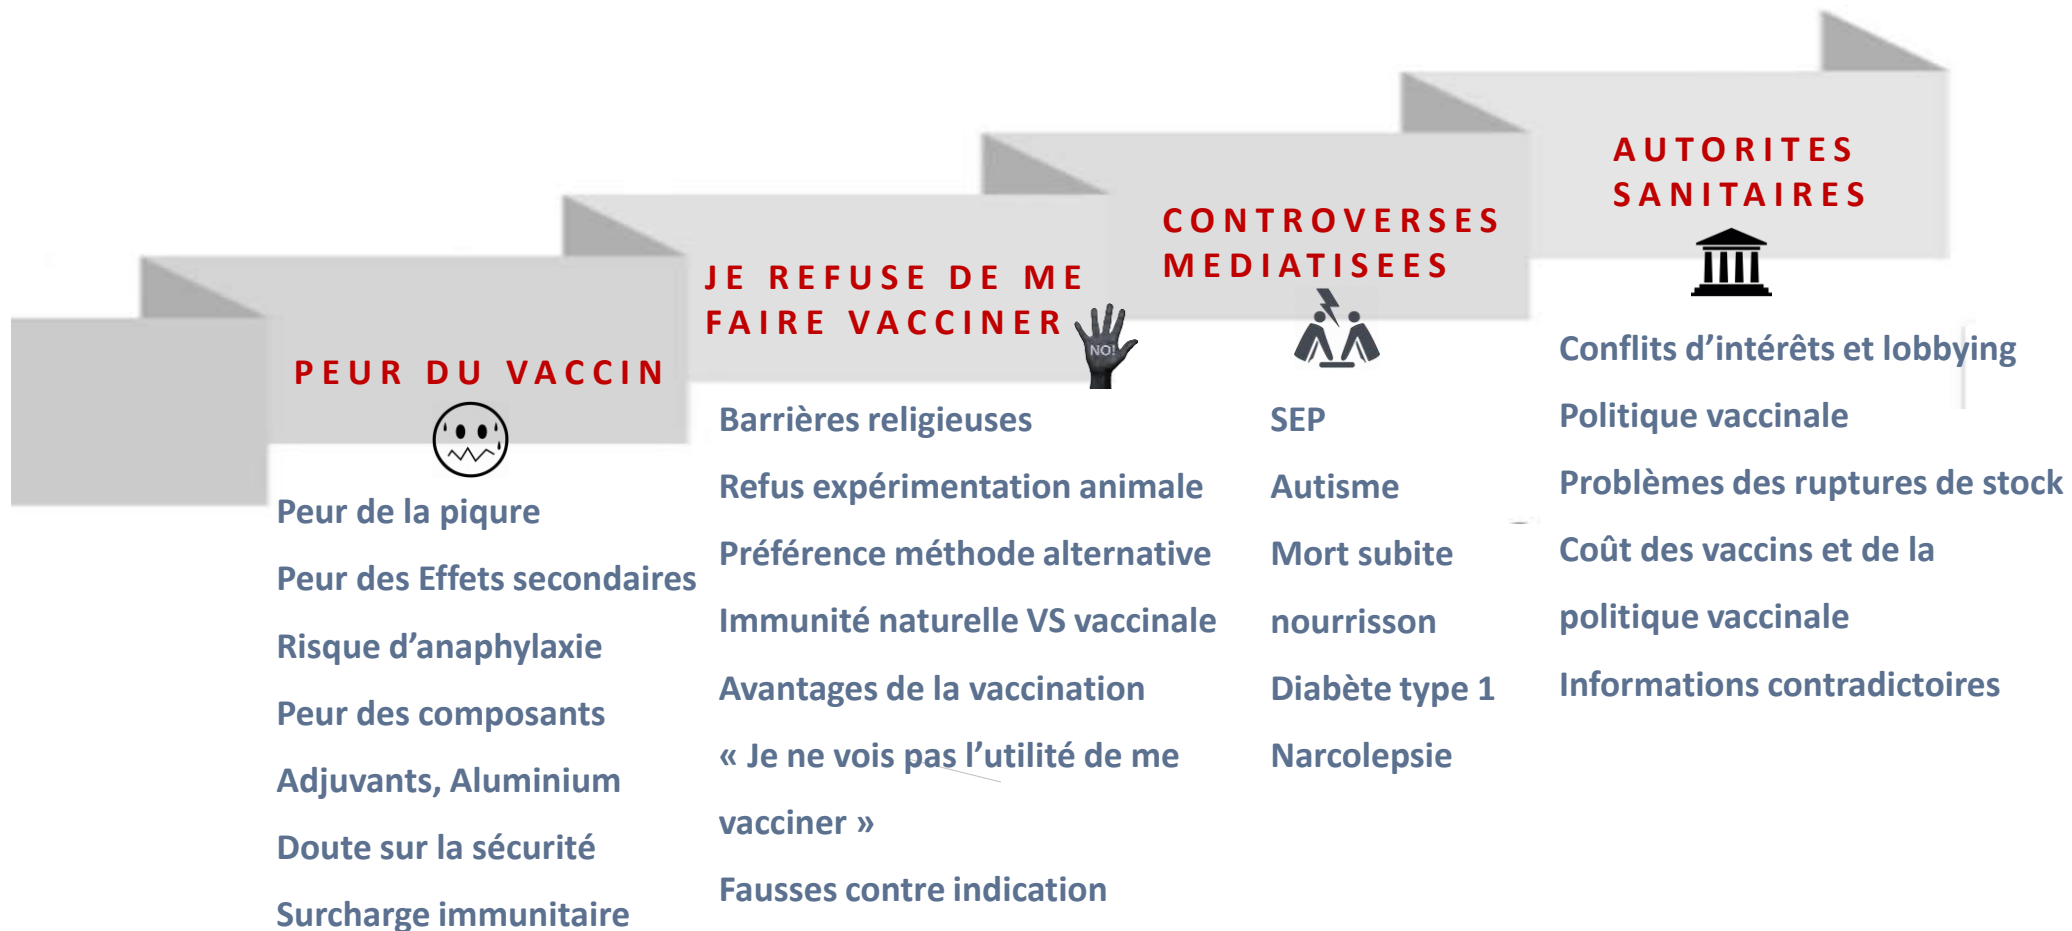 PEUR DU VACCIN
Peur de la piqure
Peur des Effets secondaires
Risque d’anaphylaxie
Peur des composants
Adjuvants, Aluminium
Doute sur la sécurité
Surcharge immunitaire
JE REFUSE DE ME
FAIRE VACCINER
NO!
Barrières religieuses
Refus expérimentation animale
Préférence méthode alternative
Immunité naturelle VS vaccinale
Avantages de la vaccination
« Je ne vois pas l’utilité de me
vacciner »
Fausses contre indication
CONTROVERSES
MEDIATISEES
SEP
Autisme
Mort subite
nourrisson
Diabète type 1
Narcolepsie
AUTORITES
SANITAIRES
Conflits d’intérêts et lobbying
Politique vaccinale
Problèmes des ruptures de stock
Coût des vaccins et de la
politique vaccinale
Informations contradictoires